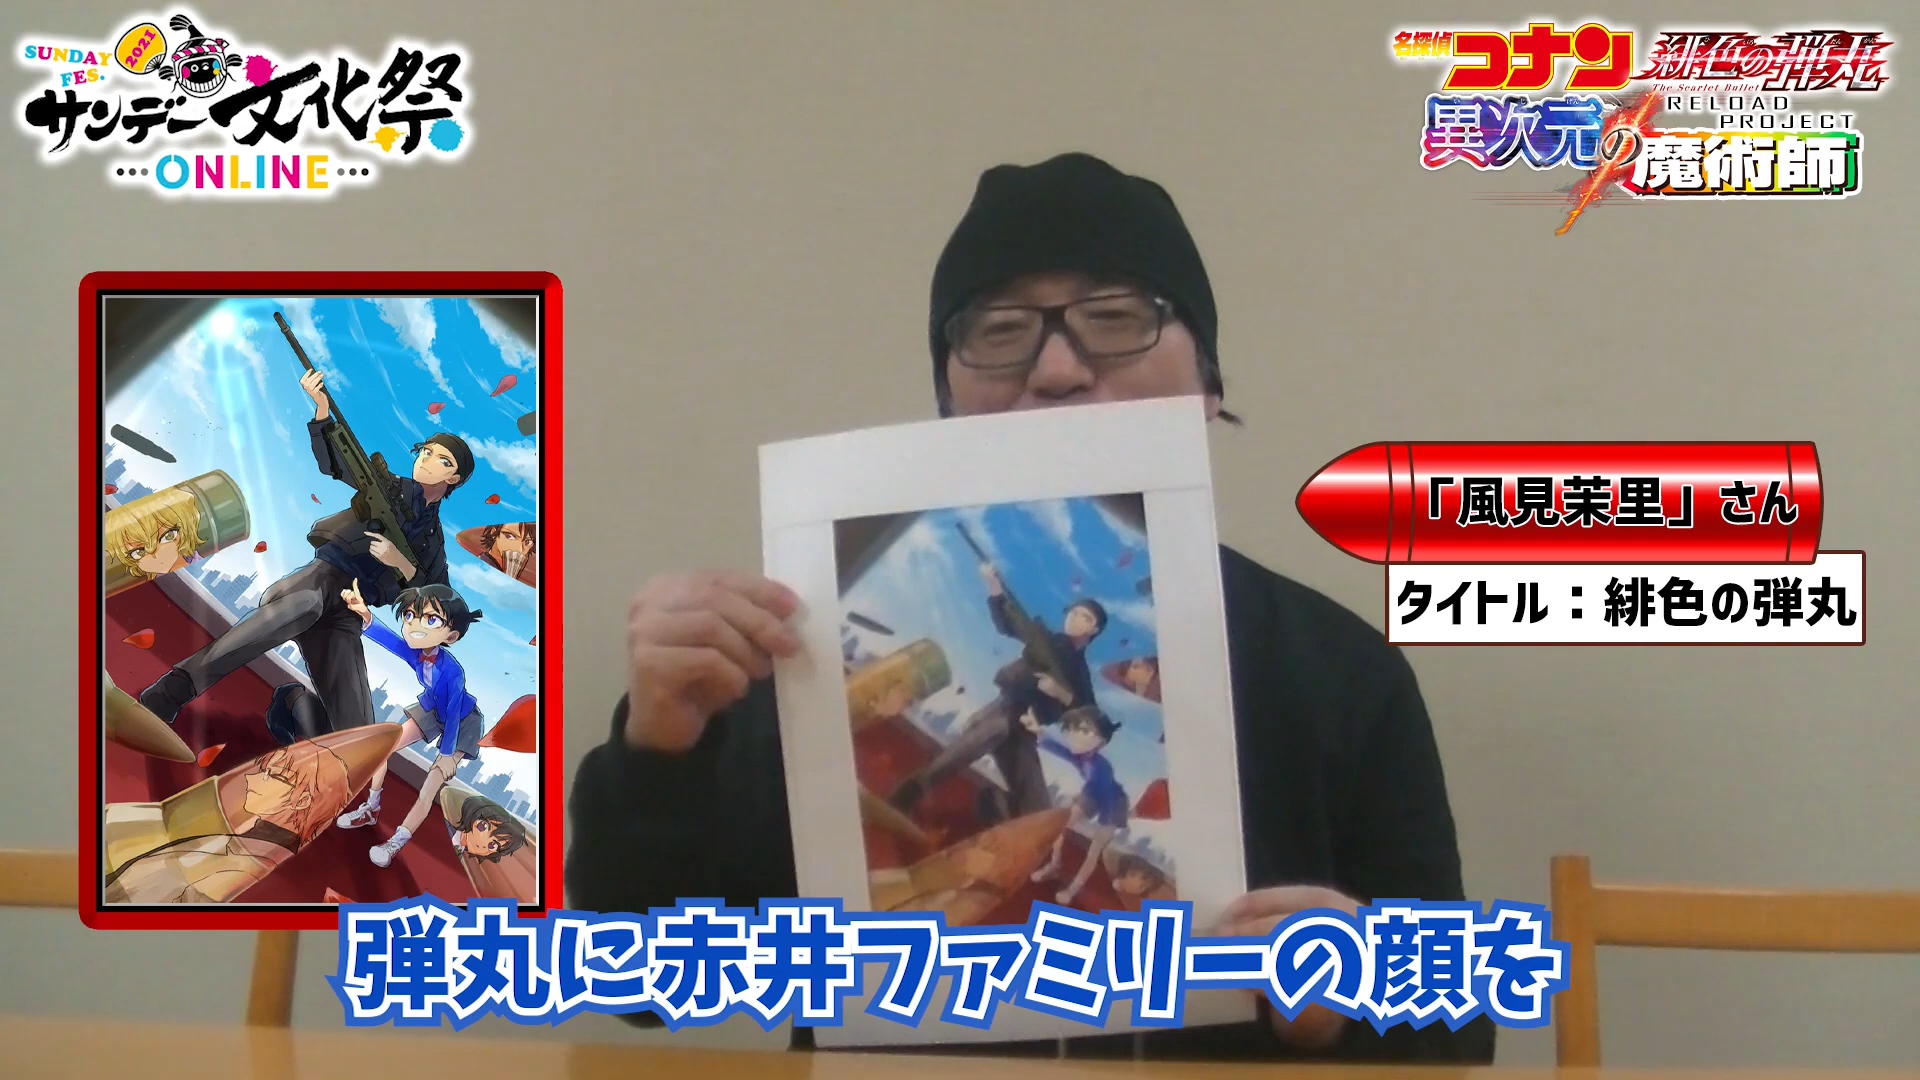 SUNDAY
FES.
2021
サンデー文化祭
…ONLINE…
名探偵
コナン
緋色の弾丸
The Scarlet Bullet
RELOAD
PROJECT
異次元の
魔術師
「風見茉里」さん
タイトル：緋色の弾丸
弾丸に赤井ファミリーの顔を